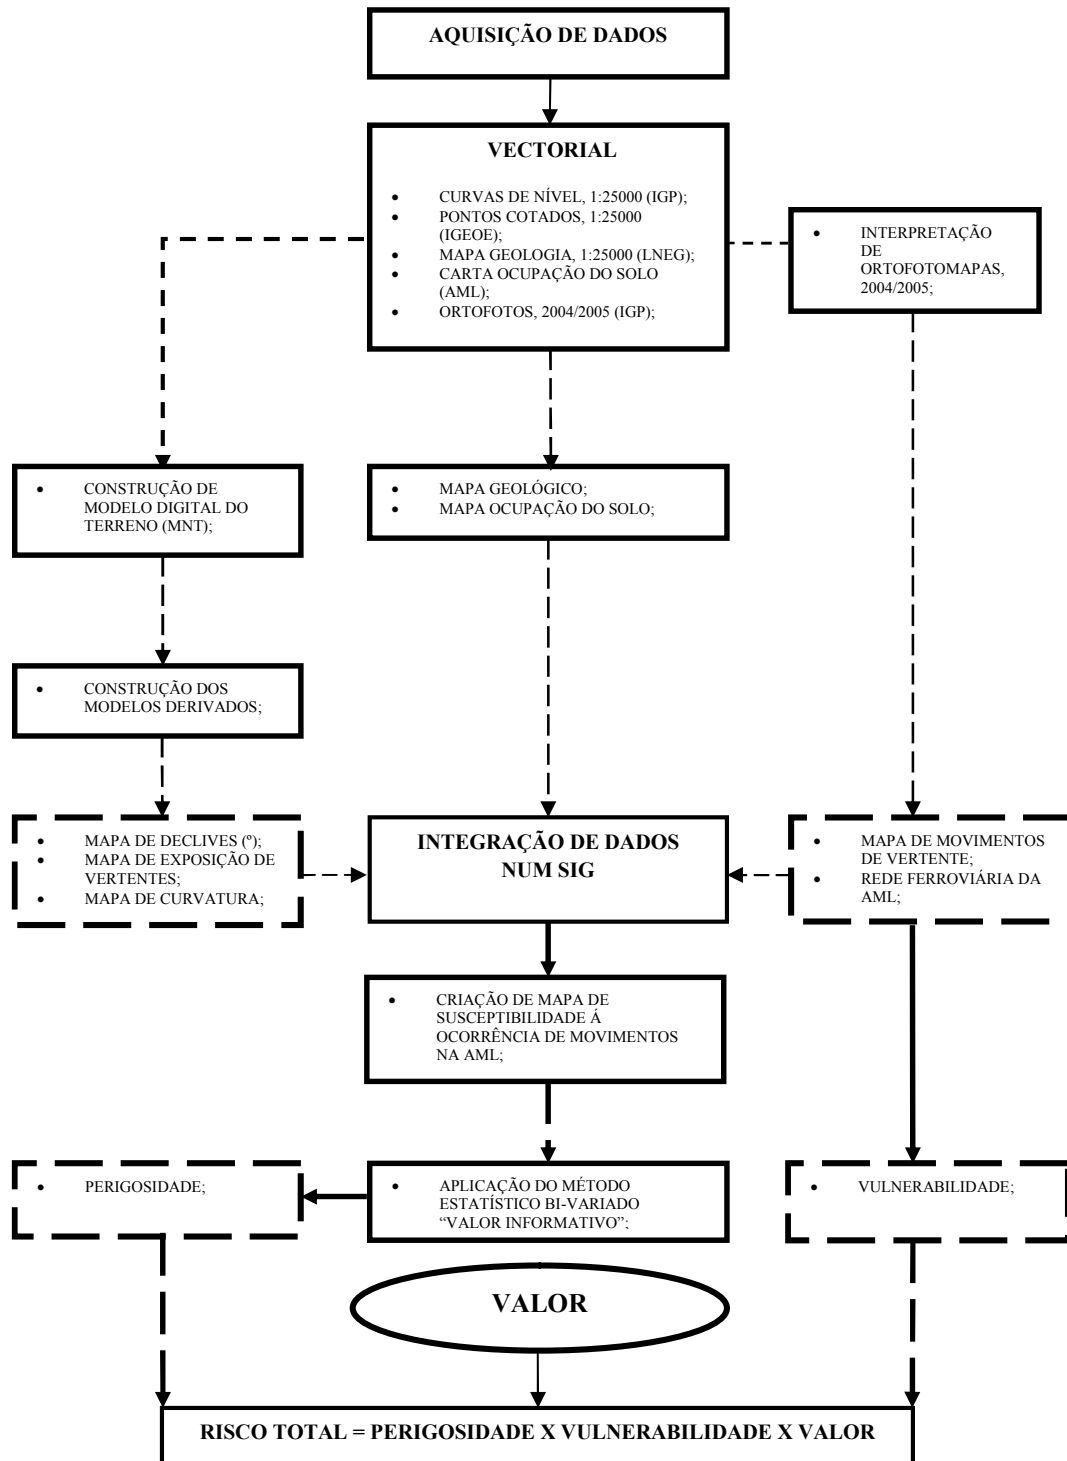 AQUISIÇÃO DE DADOS
VECTORIAL
• CURVAS DE NÍVEL, 1:25000 (IGP);
• PONTOS COTADOS, 1:25000
(IGEOE);
• MAPA GEOLOGIA, 1:25000 (LNEG);
• CARTA OCUPAÇÃO DO SOLO
(AML);
• ORTOFOTOS, 2004/2005 (IGP);
• INTERPRETAÇÃO
DE
ORTOFOTOMAPAS,
2004/2005;
• CONSTRUÇÃO DE
MODELO DIGITAL DO
TERRENO (MNT);
• MAPA GEOLÓGICO;
• MAPA OCUPAÇÃO DO SOLO;
• CONSTRUÇÃO DOS
MODELOS DERIVADOS;
• MAPA DE DECLIVES (º);
• MAPA DE EXPOSIÇÃO DE
VERTENTES;
• MAPA DE CURVATURA;
INTEGRAÇÃO DE DADOS
NUM SIG
• MAPA DE MOVIMENTOS
DE VERTENTE;
• REDE FERROVIÁRIA DA
AML;
• CRIAÇÃO DE MAPA DE
SUSCEPTIBILIDADE Á
OCORRÊNCIA DE MOVIMENTOS
NA AML;
• PERIGOSIDADE;
• APLICAÇÃO DO MÉTODO
ESTATÍSTICO BI-VARIADO
“VALOR INFORMATIVO”;
• VULNERABILIDADE;
VALOR
RISCO TOTAL = PERIGOSIDADE X VULNERABILIDADE X VALOR